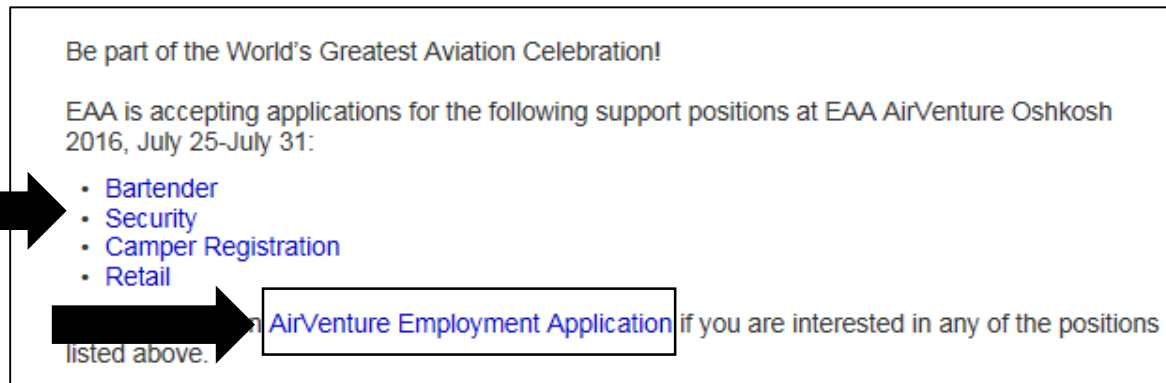 Be part of the World's Greatest Aviation Celebration!
EAA is accepting applications for the following support positions at EAA AirVenture Oshkosh
2016, July 25-July 31:
• Bartender
• Security
• Camper Registration
• Retail
AirVenture Employment Application if you are interested in any of the positions
listed above.